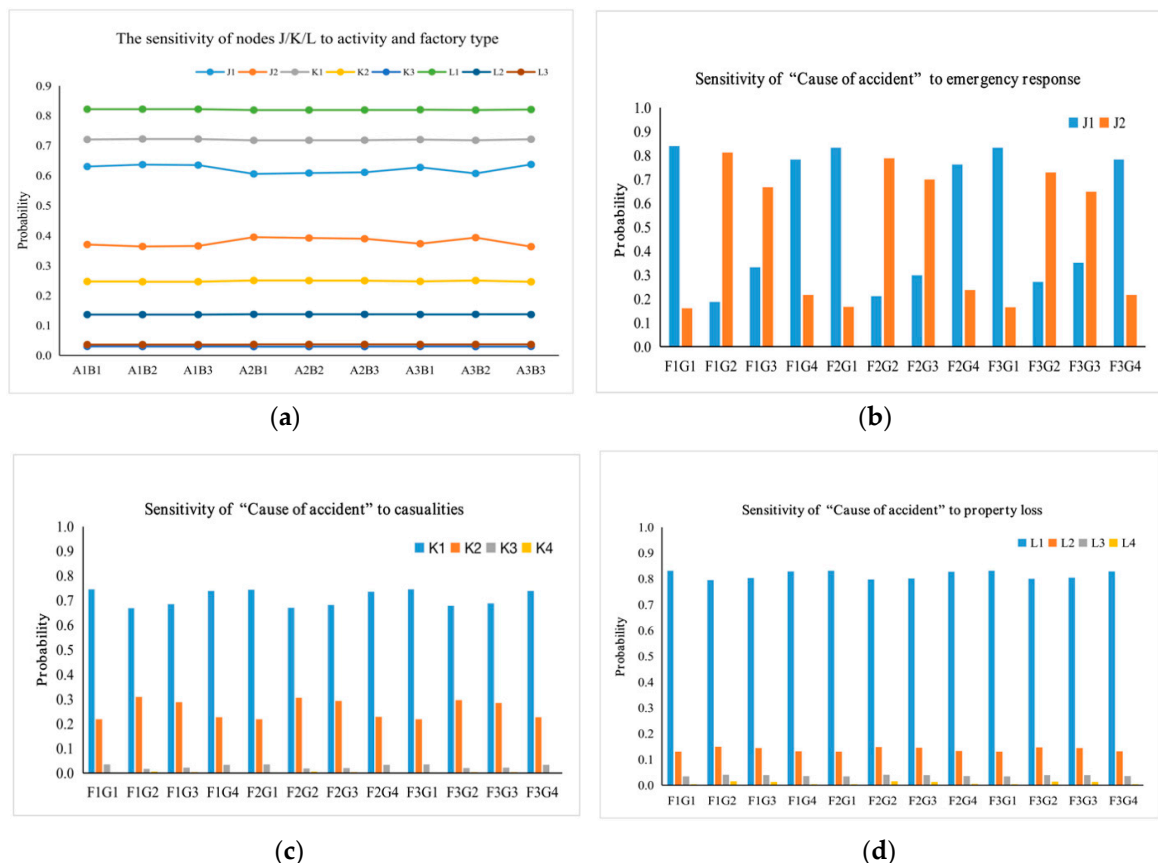 The sensitivity of nodes J/K/L to activity and factory type
J1 J2 K1 K2 K3 L1 L2 L3
Probability
0.9
0.8
0.7
0.6
0.5
0.4
0.3
0.2
0.1
0.0
A1B1 A1B2 A1B3 A2B1 A2B2 A2B3 A3B1 A3B2 A3B3
(a)
Sensitivity of “Cause of accident” to emergency response
J1 J2
Probability
1.0
0.9
0.8
0.7
0.6
0.5
0.4
0.3
0.2
0.1
0.0
F1G1 F1G2 F1G3 F1G4 F2G1 F2G2 F2G3 F2G4 F3G1 F3G2 F3G3 F3G4
(b)
Sensitivity of “Cause of accident” to casualities
K1 K2 K3 K4
Probability
1.0
0.9
0.8
0.7
0.6
0.5
0.4
0.3
0.2
0.1
0.0
F1G1 F1G2 F1G3 F1G4 F2G1 F2G2 F2G3 F2G4 F3G1 F3G2 F3G3 F3G4
(c)
Sensitivity of “Cause of accident” to property loss
L1 L2 L3 L4
Probability
1.0
0.9
0.8
0.7
0.6
0.5
0.4
0.3
0.2
0.1
0.0
F1G1 F1G2 F1G3 F1G4 F2G1 F2G2 F2G3 F2G4 F3G1 F3G2 F3G3 F3G4
(d)